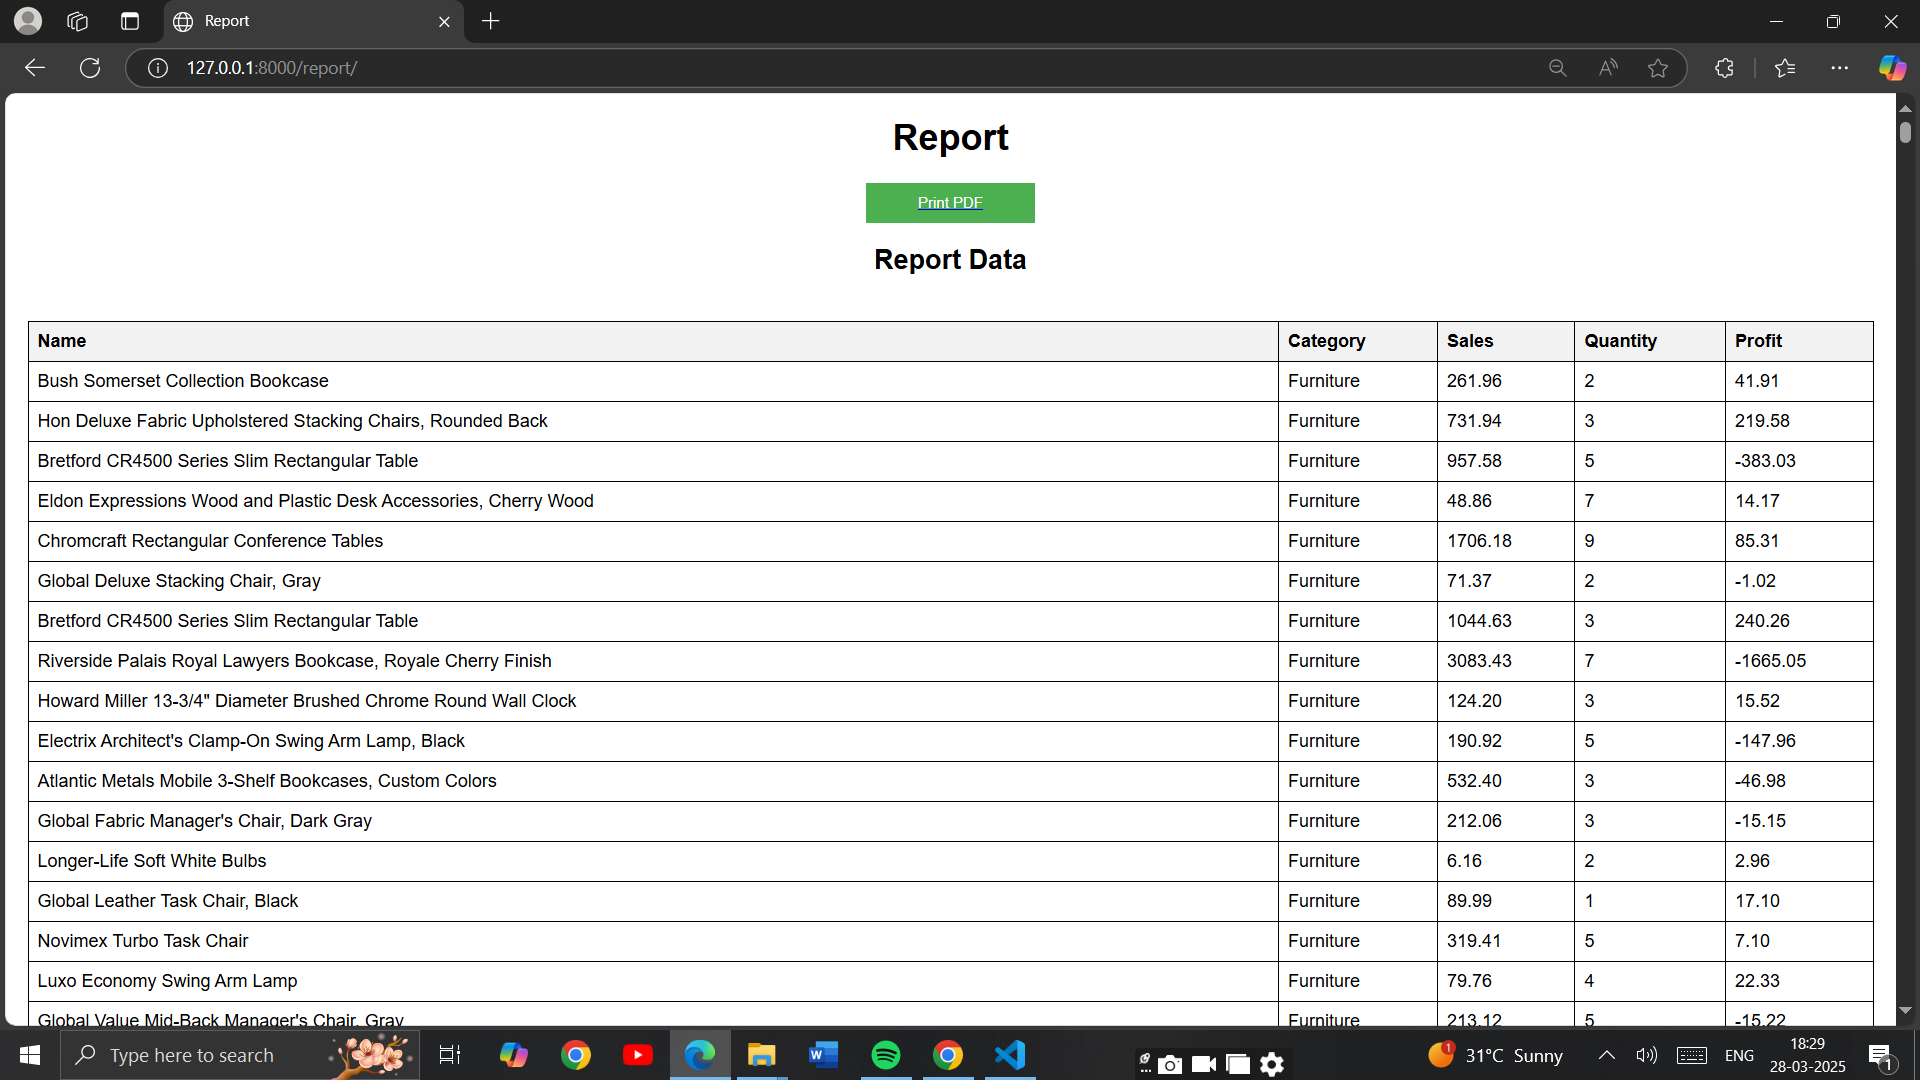 Report
127.0.0.1:8000/report/
Report
Print PDF
Report Data
Name Category Sales Quantity Profit
Bush Somerset Collection Bookcase Furniture 261.96 2 41.91
Hon Deluxe Fabric Upholstered Stacking Chairs, Rounded Back Furniture 731.94 3 219.58
Bretford CR4500 Series Slim Rectangular Table Furniture 957.58 5 -383.03
Eldon Expressions Wood and Plastic Desk Accessories, Cherry Wood Furniture 48.86 7 14.17
Chromcraft Rectangular Conference Tables Furniture 1706.18 9 85.31
Global Deluxe Stacking Chair, Gray Furniture 71.37 2 -1.02
Bretford CR4500 Series Slim Rectangular Table Furniture 1044.63 3 240.26
Riverside Palais Royal Lawyers Bookcase, Royale Cherry Finish Furniture 3083.43 7 -1665.05
Howard Miller 13-3/4" Diameter Brushed Chrome Round Wall Clock Furniture 124.20 3 15.52
Electrix Architect's Clamp-On Swing Arm Lamp, Black Furniture 190.92 5 -147.96
Atlantic Metals Mobile 3-Shelf Bookcases, Custom Colors Furniture 532.40 3 -46.98
Global Fabric Manager's Chair, Dark Gray Furniture 212.06 3 -15.15
Longer-Life Soft White Bulbs Furniture 6.16 2 2.96
Global Leather Task Chair, Black Furniture 89.99 1 17.10
Novimex Turbo Task Chair Furniture 319.41 5 7.10
Luxo Economy Swing Arm Lamp Furniture 79.76 4 22.33
Global Value Mid-Back Manager's Chair, Gray Furniture 213.12 5 -15.22
Type here to search
1
31°C Sunny
ENG
18:29
28-03-2025
1